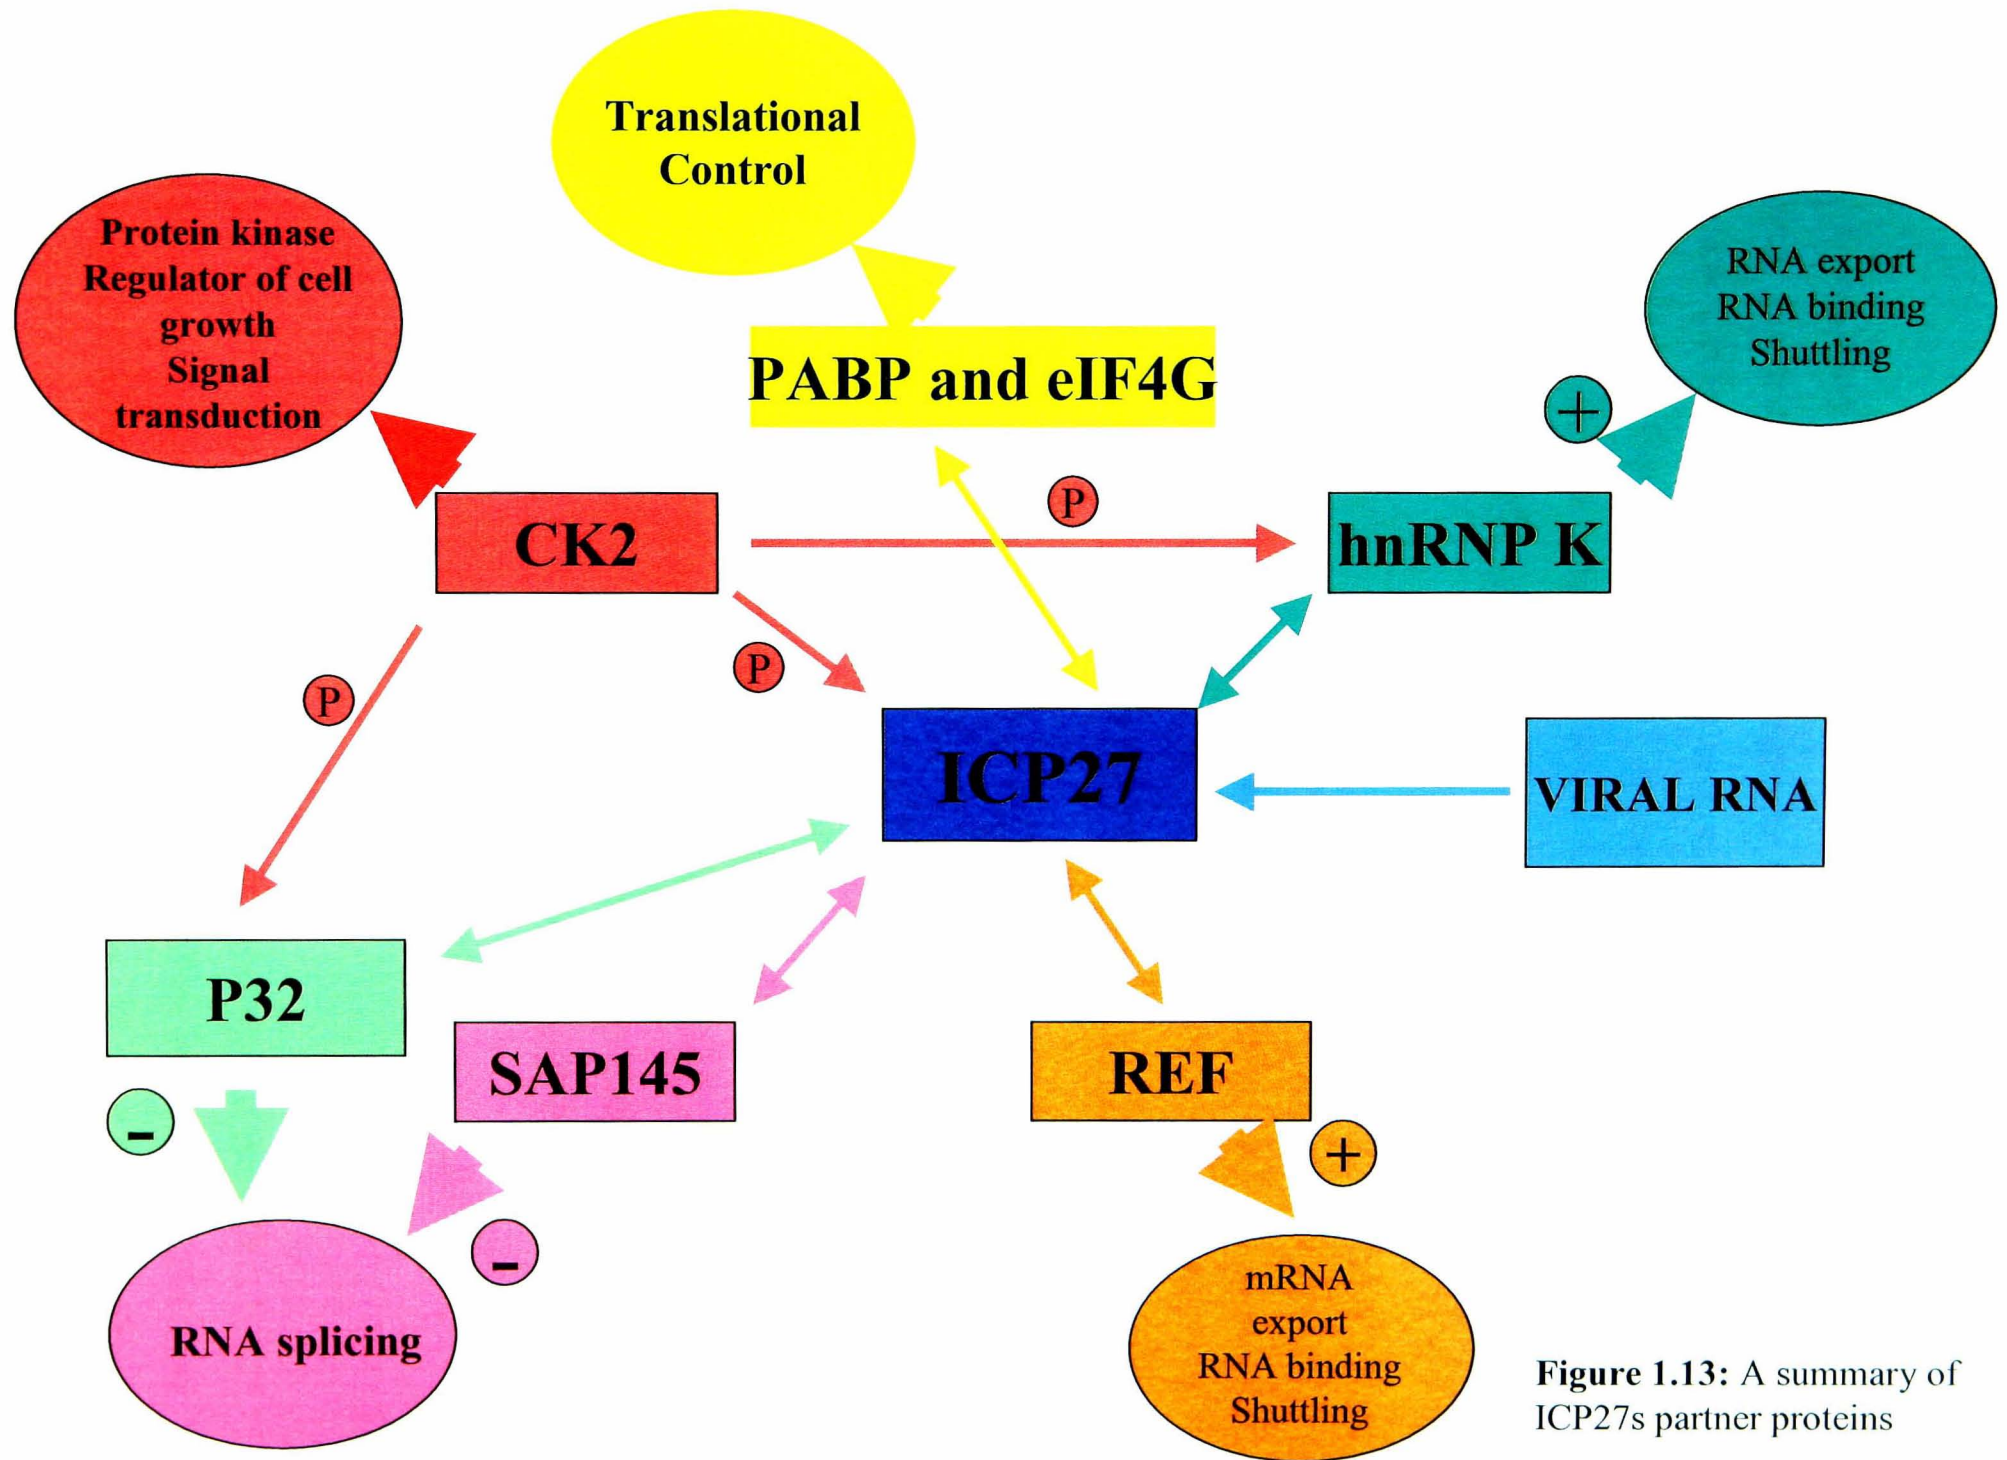 Translational
Control
Protein kinase
Regulator of cell
growth
Signal
transduction
RNA export
RNA binding
Shuttling
PABP and eIF4G
+
P
CK2
hnRNP K
P
P
ICP27
VIRAL RNA
P32
SAP145
REF
-
+
-
RNA splicing
mRNA
export
RNA binding
Shuttling
Figure 1.13: A summary of
ICP27s partner proteins